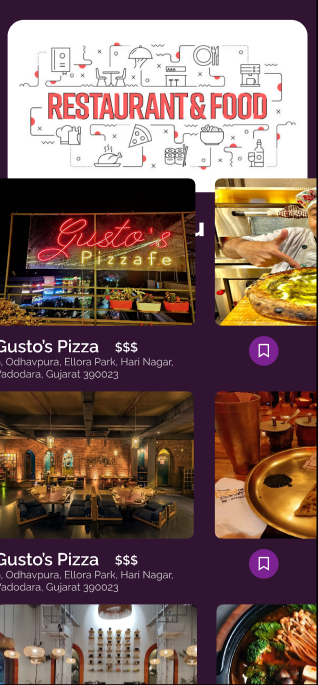 RESTAURANT & FOOD
u
Gusto's
Pizzafe
Gusto's Pizza $$$
, Odhavpura, Ellora Park, Hari Nagar,
Vadodara, Gujarat 390023
Gusto's Pizza $$$
, Odhavpura, Ellora Park, Hari Nagar,
Vadodara, Gujarat 390023